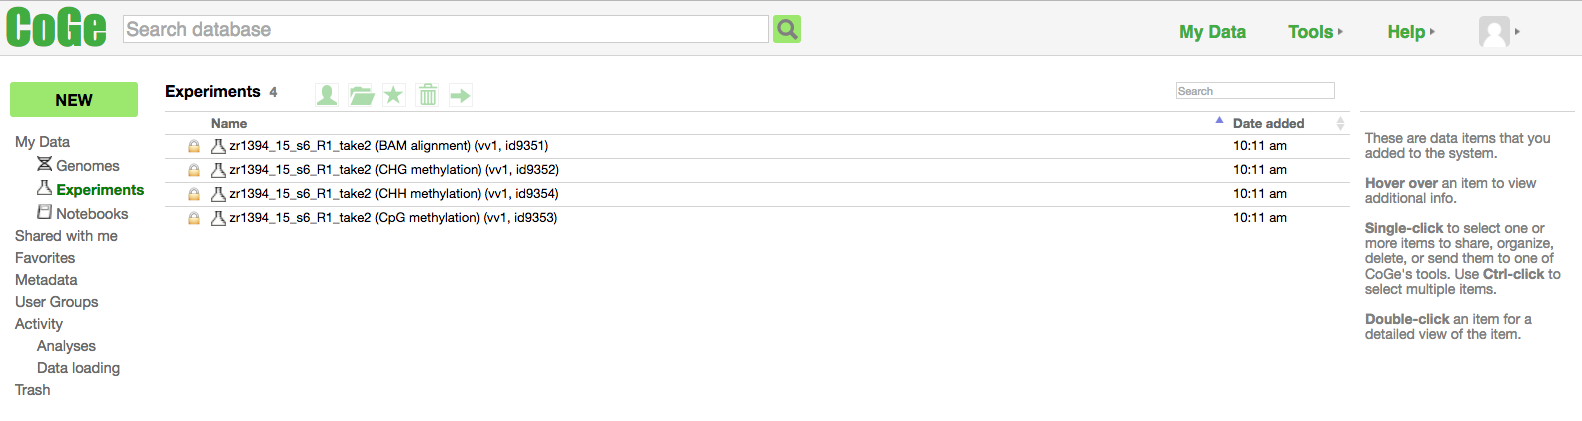 CoGe
Search database
My Data
Tools
Help
NEW
My Data
Genomes
Experiments
Notebooks
Shared with me
Favorites
Metadata
User Groups
Activity
Analyses
Data loading
Trash
Experiments 4
Search
Name
Date added
zr1394_15_s6_R1_take2 (BAM alignment) (vv1, id9351) 10:11 am
zr1394_15_s6_R1_take2 (CHG methylation) (vv1, id9352) 10:11 am
zr1394_15_s6_R1_take2 (CHH methylation) (vv1, id9354) 10:11 am
zr1394_15_s6_R1_take2 (CpG methylation) (vv1, id9353) 10:11 am
These are data items that you
added to the system.
Hover over an item to view
additional info.
Single-click to select one or
more items to share, organize,
delete, or send them to one of
CoGe's tools. Use Ctrl-click to
select multiple items.
Double-click an item for a
detailed view of the item.